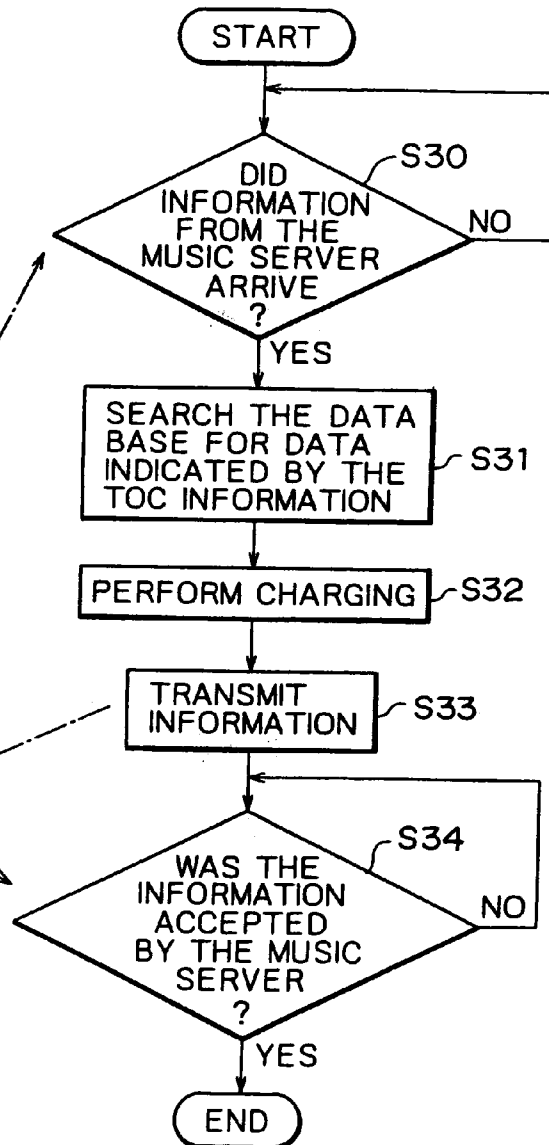 START
DID
INFORMATION
FROM THE
MUSIC SERVER
ARRIVE
?
S30
NO
YES
SEARCH THE DATA
BASE FOR DATA
INDICATED BY THE
TOC INFORMATION
S31
PERFORM CHARGING
S32
TRANSMIT
INFORMATION
S33
WAS THE
INFORMATION
ACCEPTED
BY THE MUSIC
SERVER
?
S34
NO
YES
END